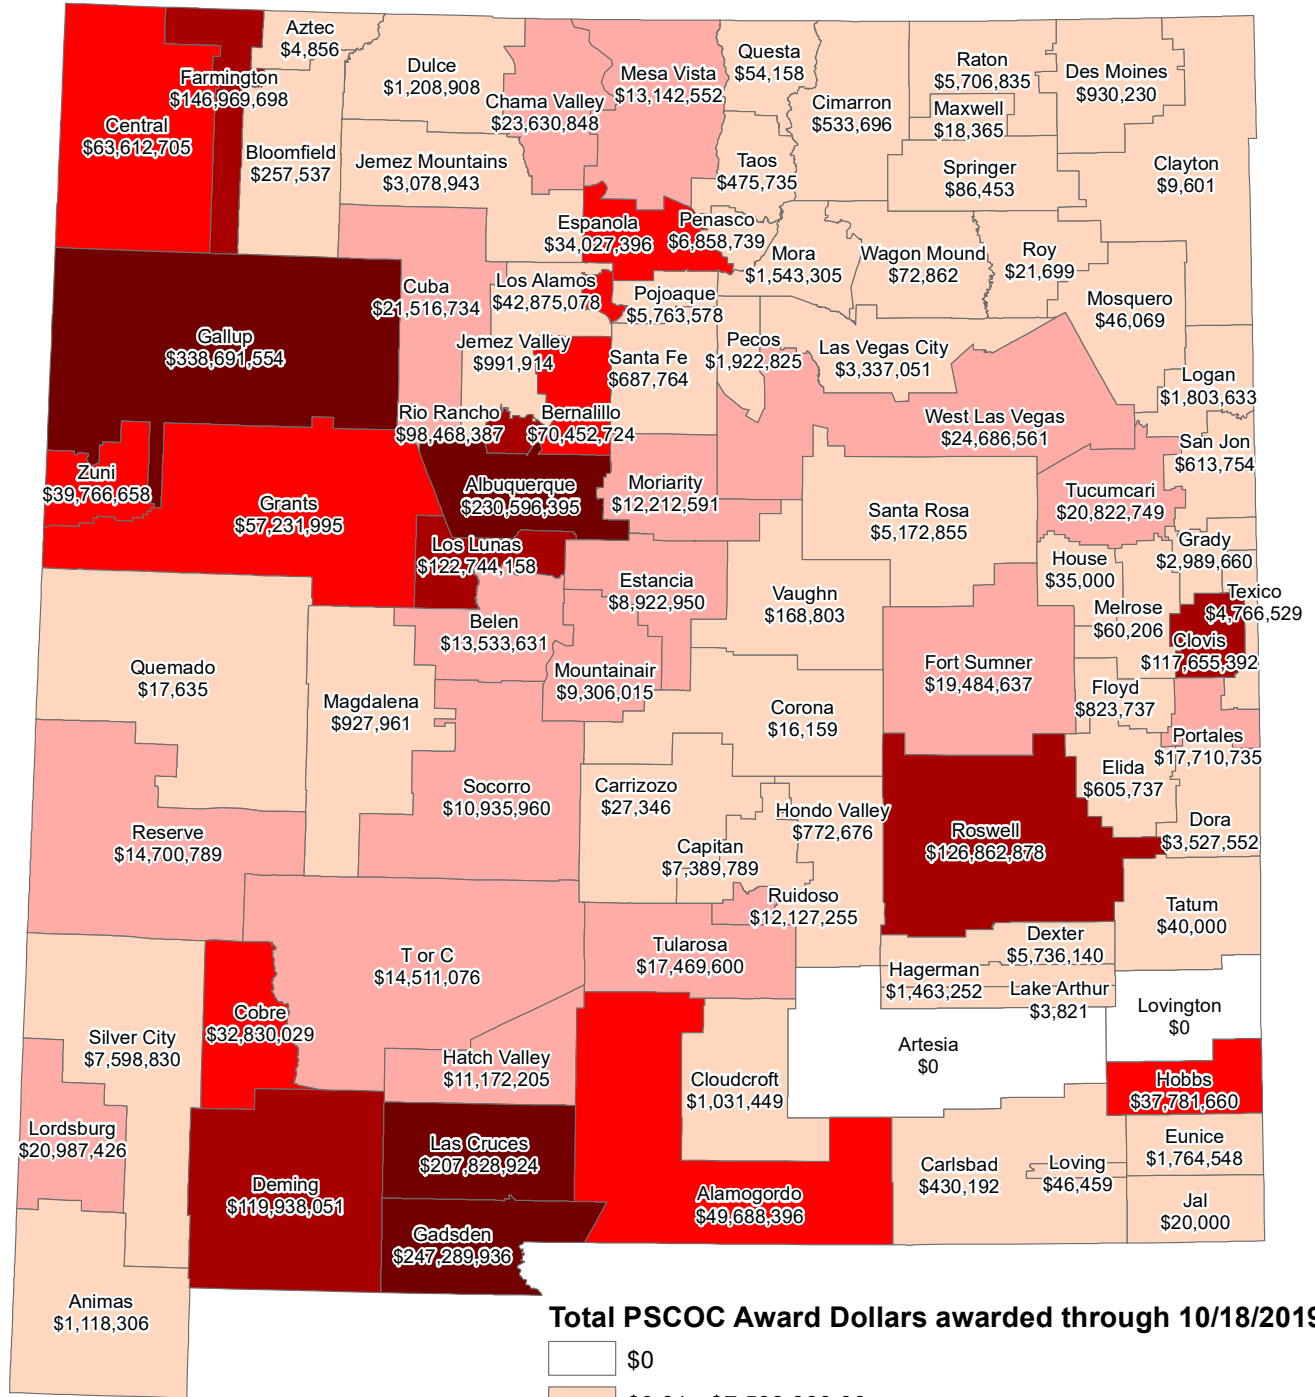 Aztec
$4,856
Dulce
$1,208,908
Chama Valley
$23,630,848
Mesa Vista
$13,142,552
Questa
$54,158
Cimarron
$533,696
Raton
$5,706,835
Maxwell
$18,365
Des Moines
$930,230
Farmington
$146,969,698
Central
$63,612,705
Bloomfield
$257,537
Jemez Mountains
$3,078,943
Taos
$475,735
Springer
$86,453
Clayton
$9,601
Espanola
$34,027,396
Penasco
$6,858,739
Mora
$1,543,305
Wagon Mound
$72,862
Roy
$21,699
Cuba
$21,516,734
Los Alamos
$42,875,078
Pojoaque
$5,763,578
Mosquero
$46,069
Gallup
$338,691,554
Jemez Valley
$991,914
Santa Fe
$687,764
Pecos
$1,922,825
Las Vegas City
$3,337,051
Logan
$1,803,633
Rio Rancho
$98,468,387
Bernalillo
$70,452,724
West Las Vegas
$24,686,561
San Jon
$613,754
Zuni
$39,766,658
Grants
$57,231,995
Albuquerque
$230,596,395
Moriarity
$12,212,591
Santa Rosa
$5,172,855
Tucumcari
$20,822,749
Los Lunas
$122,744,158
Estancia
$8,922,950
Vaughn
$168,803
House
$35,000
Grady
$2,989,660
Texico
$4,766,529
Belen
$13,533,631
Melrose
$60,206
Clovis
$117,655,392
Quemado
$17,635
Magdalena
$927,961
Mountainair
$9,306,015
Fort Sumner
$19,484,637
Floyd
$823,737
Corona
$16,159
Portales
$17,710,735
Socorro
$10,935,960
Carrizozo
$27,346
Hondo Valley
$772,676
Elida
$605,737
Reserve
$14,700,789
Capitan
$7,389,789
Roswell
$126,862,878
Dora
$3,527,552
Ruidoso
$12,127,255
Tatum
$40,000
T or C
$14,511,076
Tularosa
$17,469,600
Dexter
$5,736,140
Hagerman
$1,463,252
Lake Arthur
$3,821
Lovington
$0
Cobre
$32,830,029
Silver City
$7,598,830
Hatch Valley
$11,172,205
Artesia
$0
Cloudcroft
$1,031,449
Hobbs
$37,781,660
Lordsburg
$20,987,426
Las Cruces
$207,828,924
Eunice
$1,764,548
Deming
$119,938,051
Alamogordo
$49,688,396
Carlsbad
$430,192
Loving
$46,459
Jal
$20,000
Gadsden
$247,289,936
Animas
$1,118,306
Total PSCOC Award Dollars awarded through 10/18/2019
$0